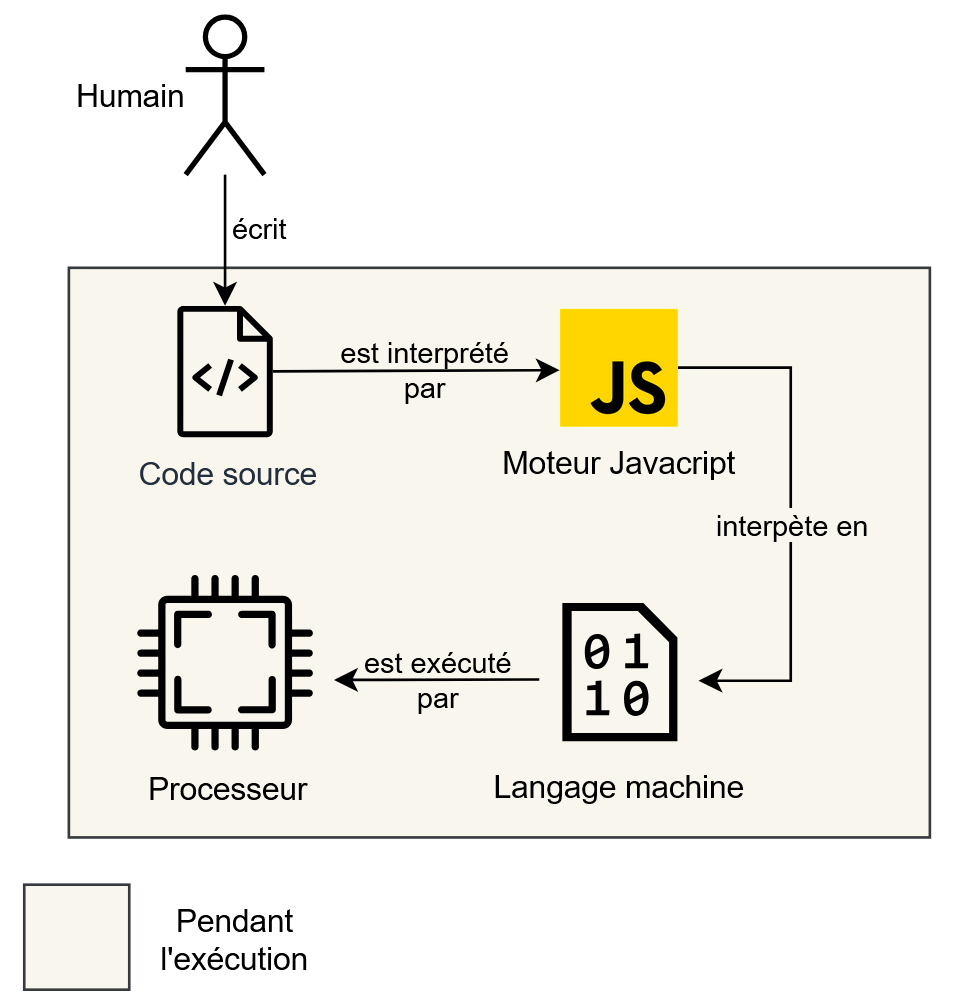 Humain
écrit
</>
est interprété
par
JS
Code source
Moteur Javacript
interpète en
01
10
est exécuté
par
Processeur
Langage machine
Pendant
l'exécution